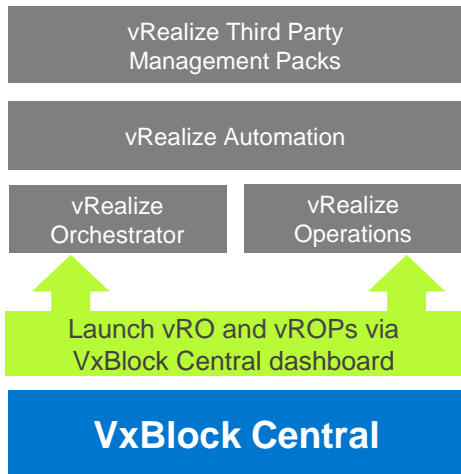 vRealize Third Party
Management Packs
vRealize Automation
vRealize
Orchestrator
vRealize
Operations
Launch vRO and vROPs via
VxBlock Central dashboard
VxBlock Central